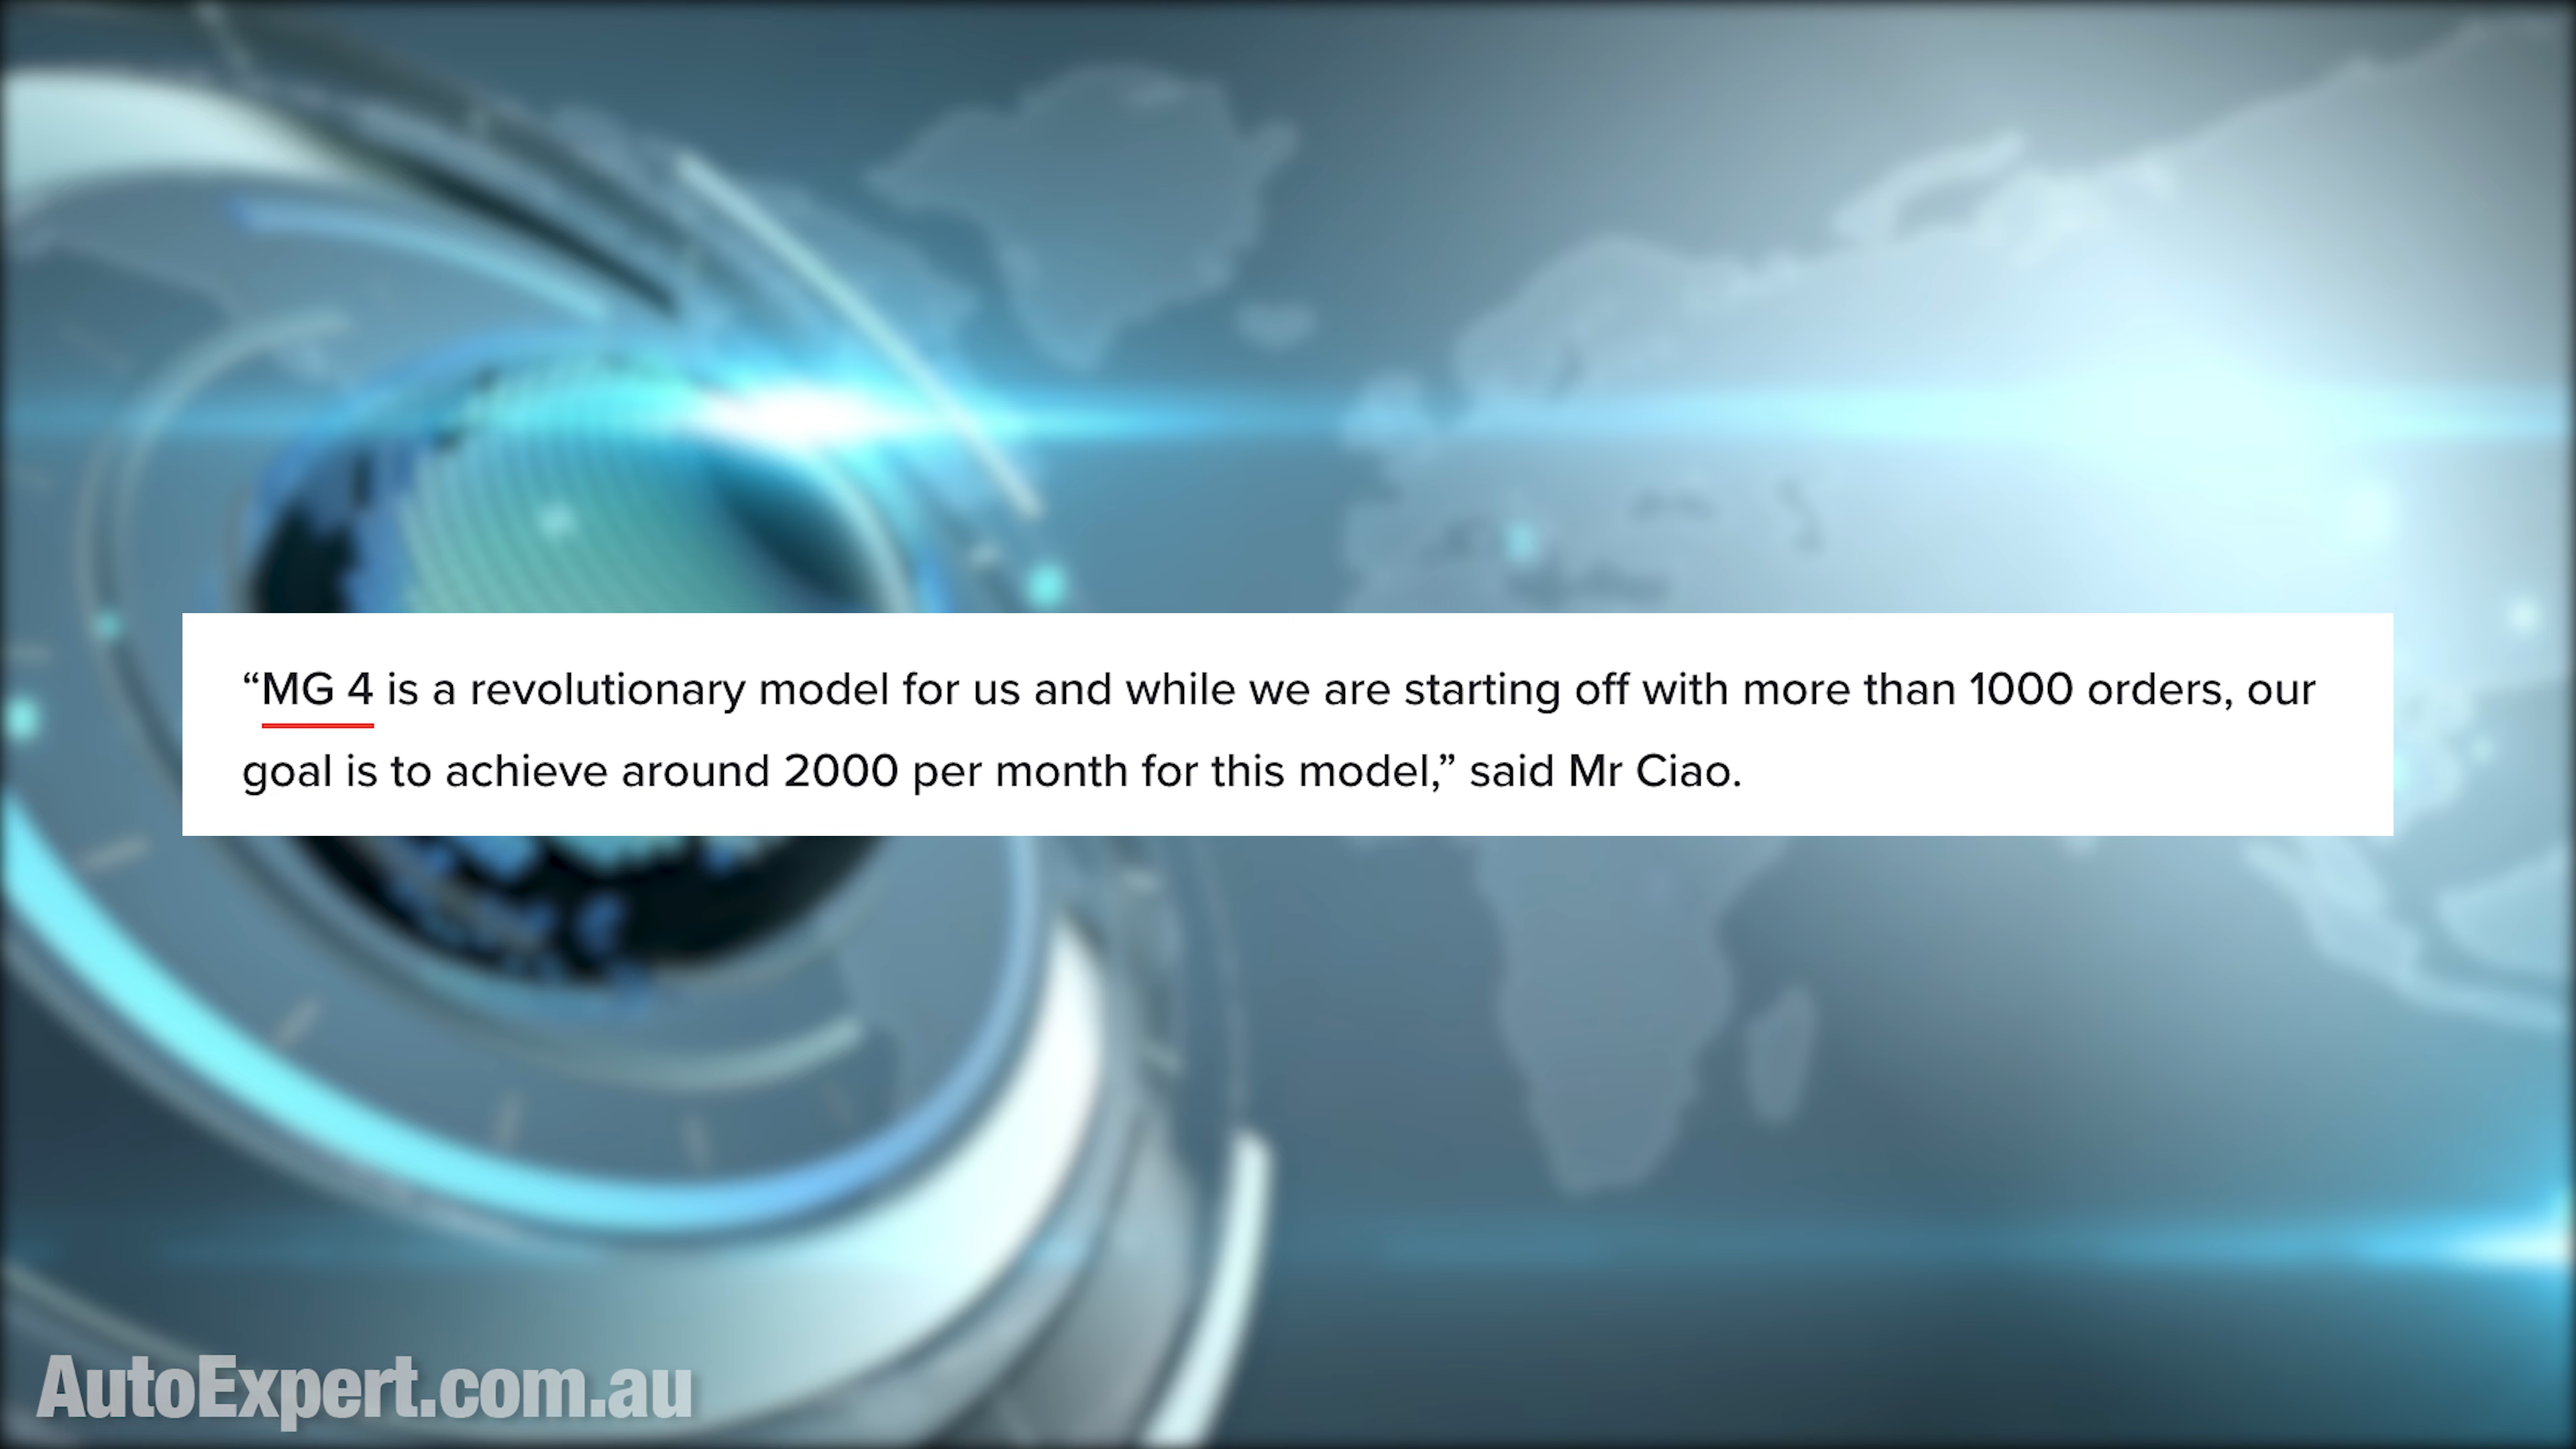 “MG 4 is a revolutionary model for us and while we are starting off with more than 1000 orders, our
goal is to achieve around 2000 per month for this model,” said Mr Ciao.
AutoExpert.com.au